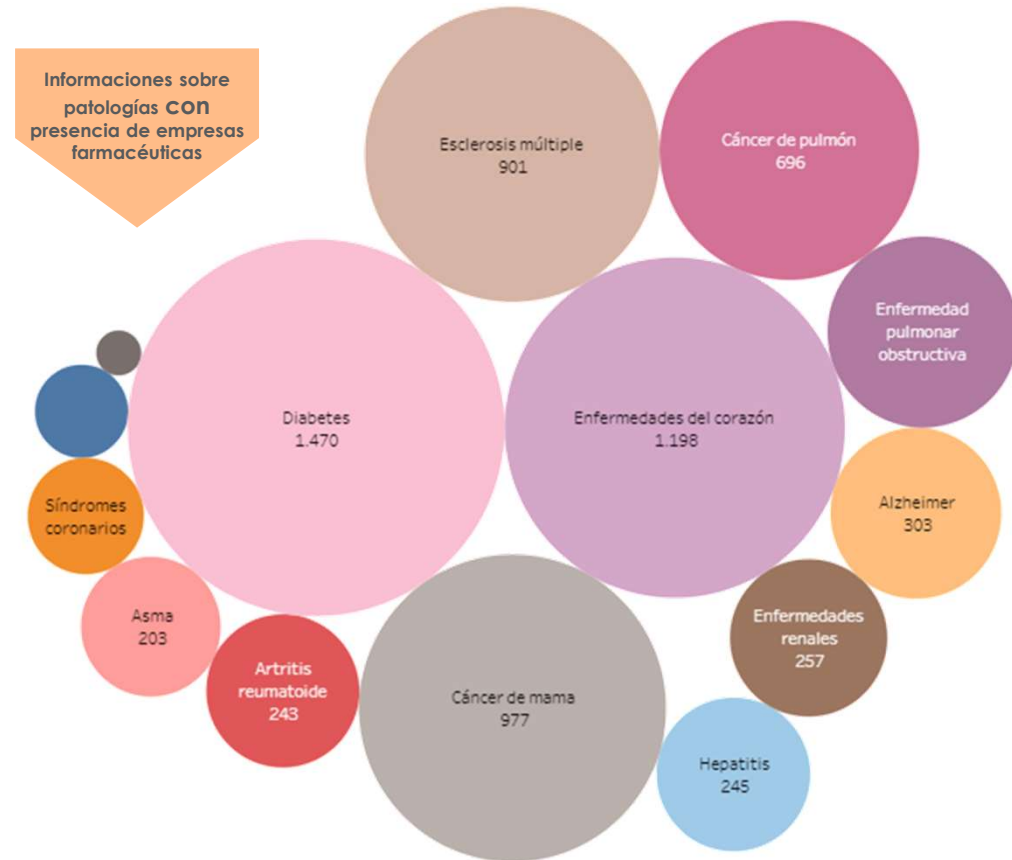 Informaciones sobre
patologías con
presencia de empresas
farmacéuticas
Esclerosis múltiple
901
Cáncer de pulmón
696
Enfermedad
pulmonar
obstructiva
Diabetes
1.470
Enfermedades del corazón
1.198
Síndromes
coronarios
Alzheimer
303
Asma
203
Enfermedades
renales
257
Artritis
reumatoide
243
Cáncer de mama
977
Hepatitis
245